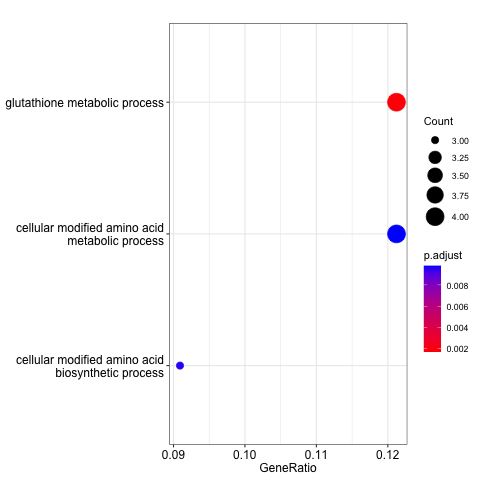 glutathione metabolic process
cellular modified amino acid
metabolic process
cellular modified amino acid
biosynthetic process
0.09
0.10
0.11
0.12
GeneRatio
Count
3.00
3.25
3.50
3.75
4.00
p.adjust
0.008
0.006
0.004
0.002